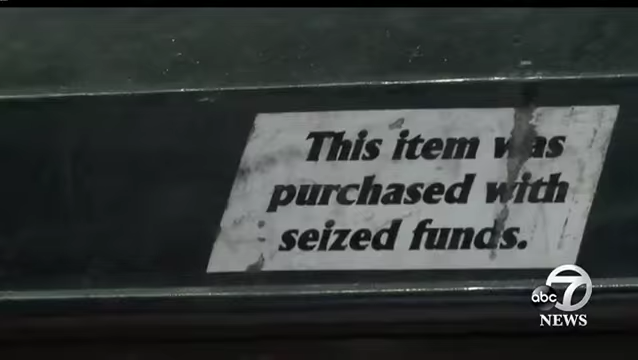 This item was
purchased with
seized funds.
abc 7
NEWS